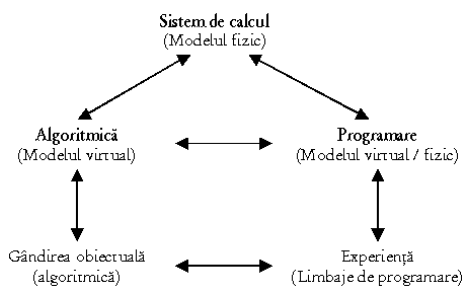 Sistem de calcul
(Modelul fizic)
Algoritmică
(Modelul virtual)
Programare
(Modelul virtual / fizic)
Gândirea obiectuală
(algoritmică)
Experiență
(Limbaje de programare)